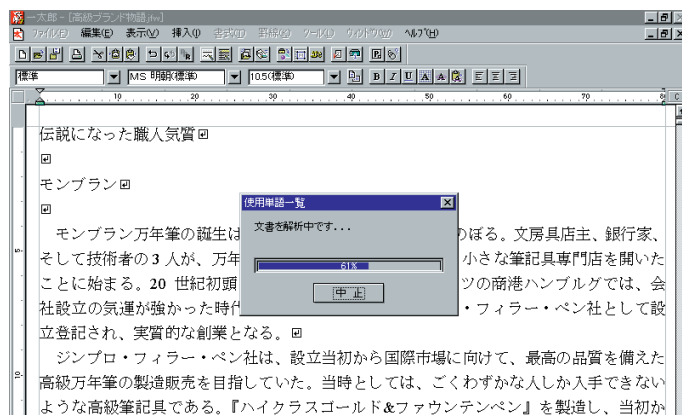 一太郎 - [高級ブランド物語.jtw]
ファイル(F) 編集(E) 表示(V) 挿入(I) 書式(O) 罫線(K) ツール(T) ウィンドウ(W) ヘルプ(H)
標準 MS 明朝(標準) 10.5(標準) B I U A A
10 20 30 40 50 60 70
伝説になった職人気質
モンブラン
使用単語一覧
文書を解析中です...
61%
中 止
モンブラン万年筆の誕生は のぼる。文房具店主、銀行家、
そして技術者の 3 人が、万年 小さな筆記具専門店を開いた
ことに始まる。20 世紀初頭 ツの商港ハンブルグでは、会
社設立の気運が強かった時代 ・フィラー・ペン社として設
立登記され、実質的な創業となる。
ジンプロ・フィラー・ペン社は、設立当初から国際市場に向けて、最高の品質を備えた
高級万年筆の製造販売を目指していた。当時としては、ごくわずかな人しか入手できない
ような高級筆記具である。『ハイクラスゴールド&ファウンテンペン』を製造し、当初か